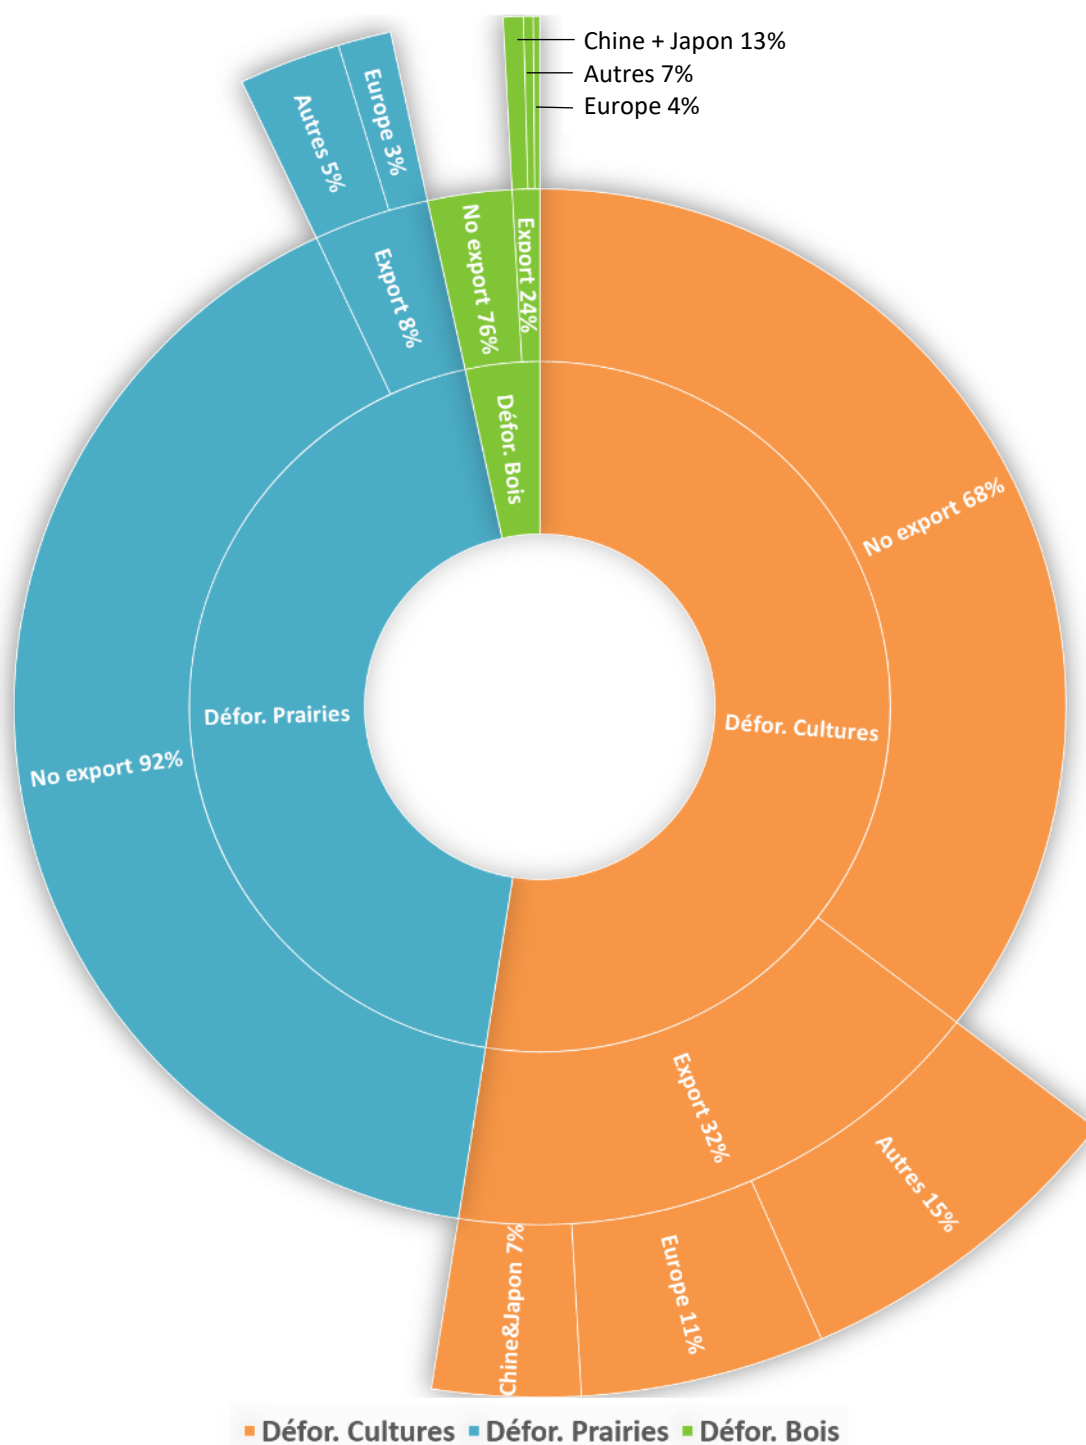 Chine + Japon 13%
Autres 7%
Europe 4%
Europe 3%
Autres 5%
Export 8%
No export 76%
Export 24%
Défor. Bois
No export 68%
Défor. Prairies
Défor. Cultures
No export 92%
Export 32%
Autres 15%
Europe 11%
Chine&Japon 7%
Défor. Cultures Défor. Prairies Défor. Bois